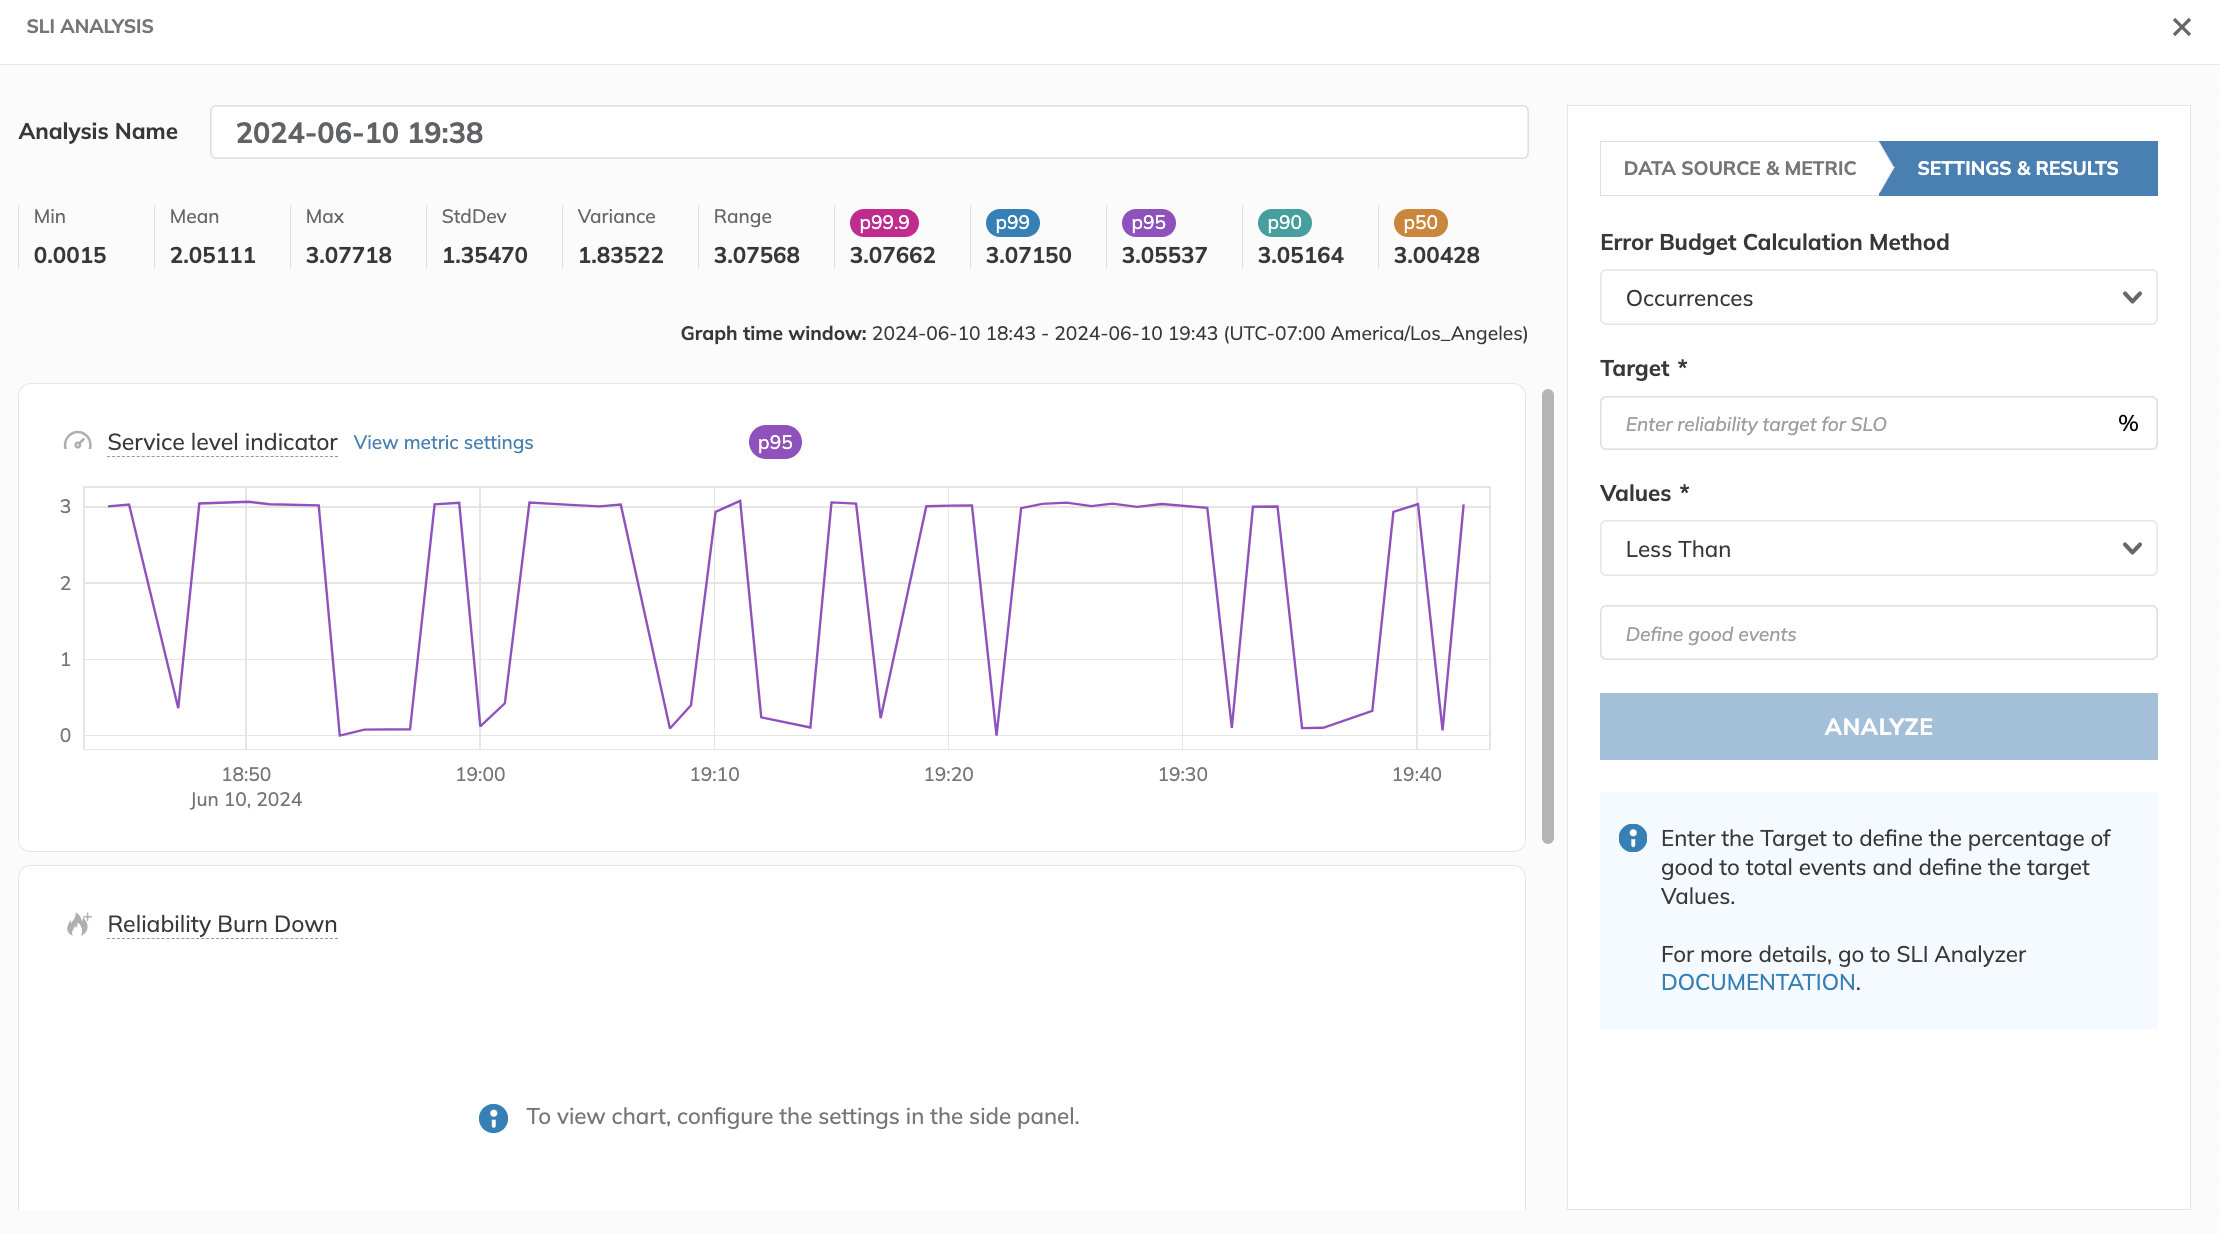 SLI ANALYSIS
Analysis Name
2024-06-10 19:38
Min Mean Max StdDev Variance Range p99.9 p99 p95 p90 p50
0.0015 2.05111 3.07718 1.35470 1.83522 3.07568 3.07662 3.07150 3.05537 3.05164 3.00428
Graph time window: 2024-06-10 18:43 - 2024-06-10 19:43 (UTC-07:00 America/Los_Angeles)
Service level indicator View metric settings p95
3
2
1
0
18:50 19:00 19:10 19:20 19:30 19:40
Jun 10, 2024
Reliability Burn Down
To view chart, configure the settings in the side panel.
DATA SOURCE & METRIC SETTINGS & RESULTS
Error Budget Calculation Method
Occurrences
Target *
Enter reliability target for SLO %
Values *
Less Than
Define good events
ANALYZE
Enter the Target to define the percentage of
good to total events and define the target
Values.
For more details, go to SLI Analyzer
DOCUMENTATION.